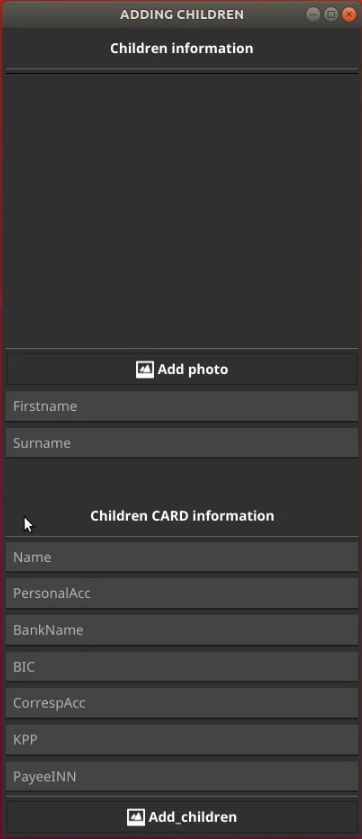 ADDING CHILDREN
Children information
Add photo
Firstname
Surname
Children CARD information
Name
PersonalAcc
BankName
BIC
CorrespAcc
KPP
PayeeINN
Add_children